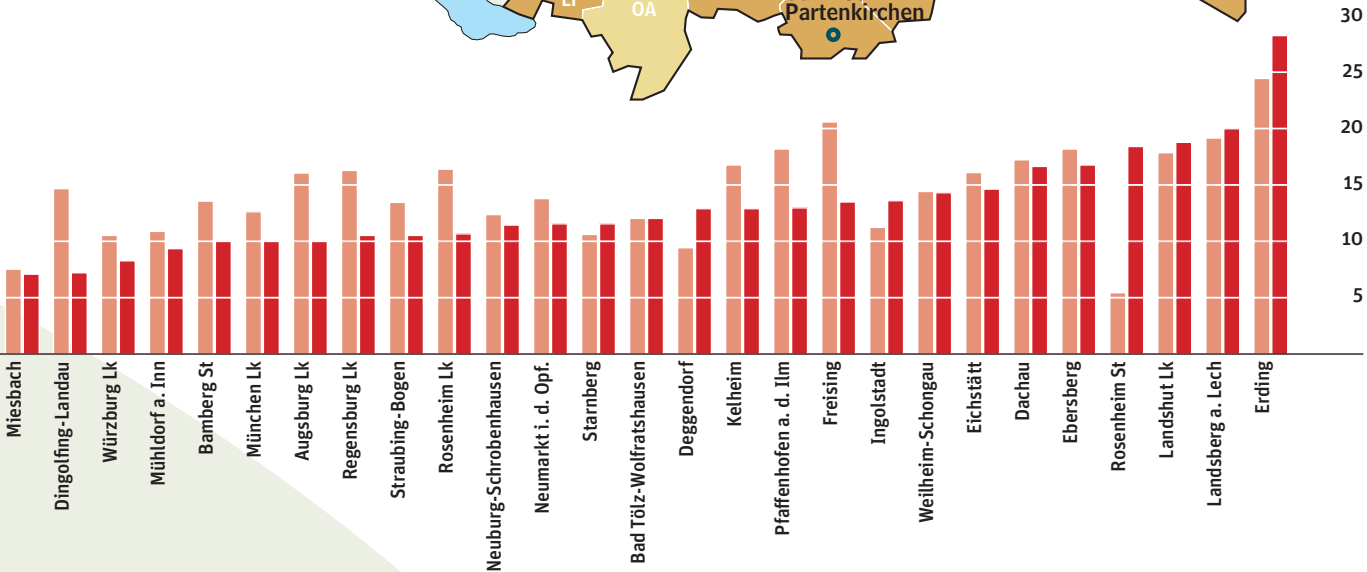 OA
Partenkirchen
30
25
20
15
10
5
Miesbach
Dingolfing-Landau
Würzburg Lk
Mühldorf a. Inn
Bamberg St
München Lk
Augsburg Lk
Regensburg Lk
Straubing-Bogen
Rosenheim Lk
Neuburg-Schrobenhausen
Neumarkt i. d. Opf.
Starnberg
Bad Tölz-Wolfratshausen
Deggendorf
Kelheim
Pfaffenhofen a. d. Ilm
Freising
Ingolstadt
Weilheim-Schongau
Eichstätt
Dachau
Ebersberg
Rosenheim St
Landshut Lk
Landsberg a. Lech
Erding